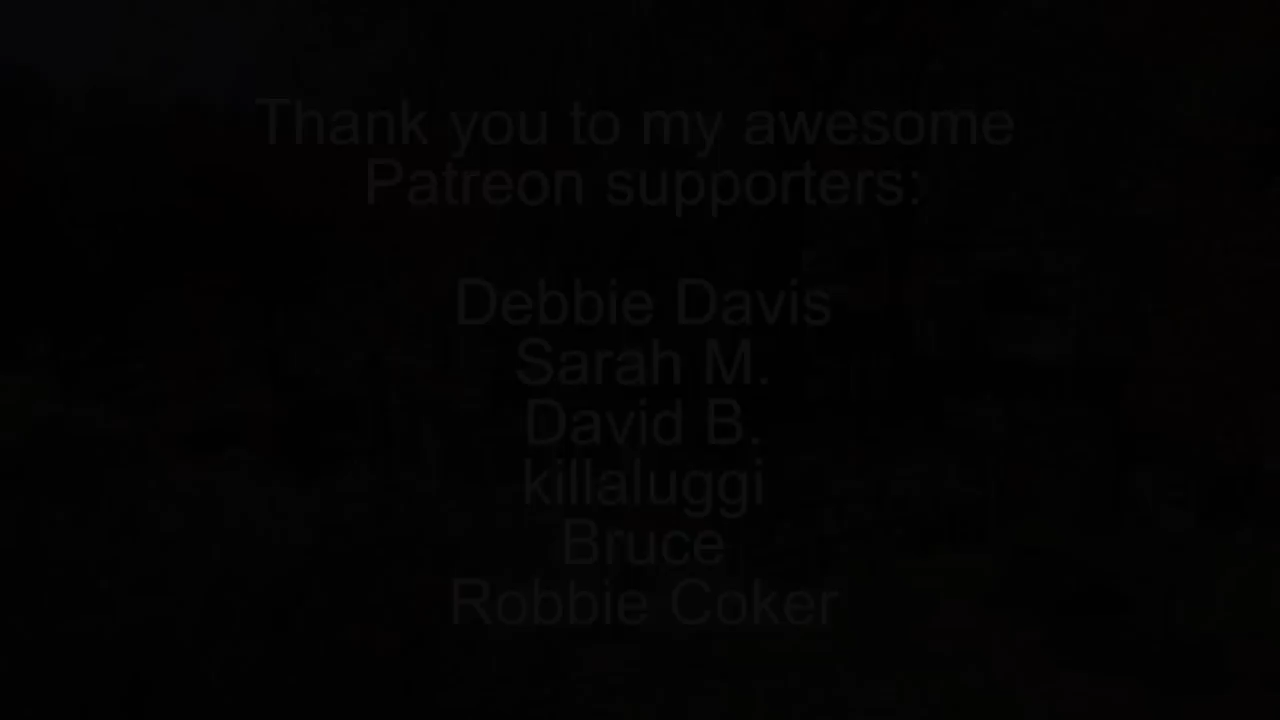 Thank you to my awesome
Patreon supporters:
Debbie Davis
Sarah M.
David B.
killaluggi
Bruce
Robbie Coker